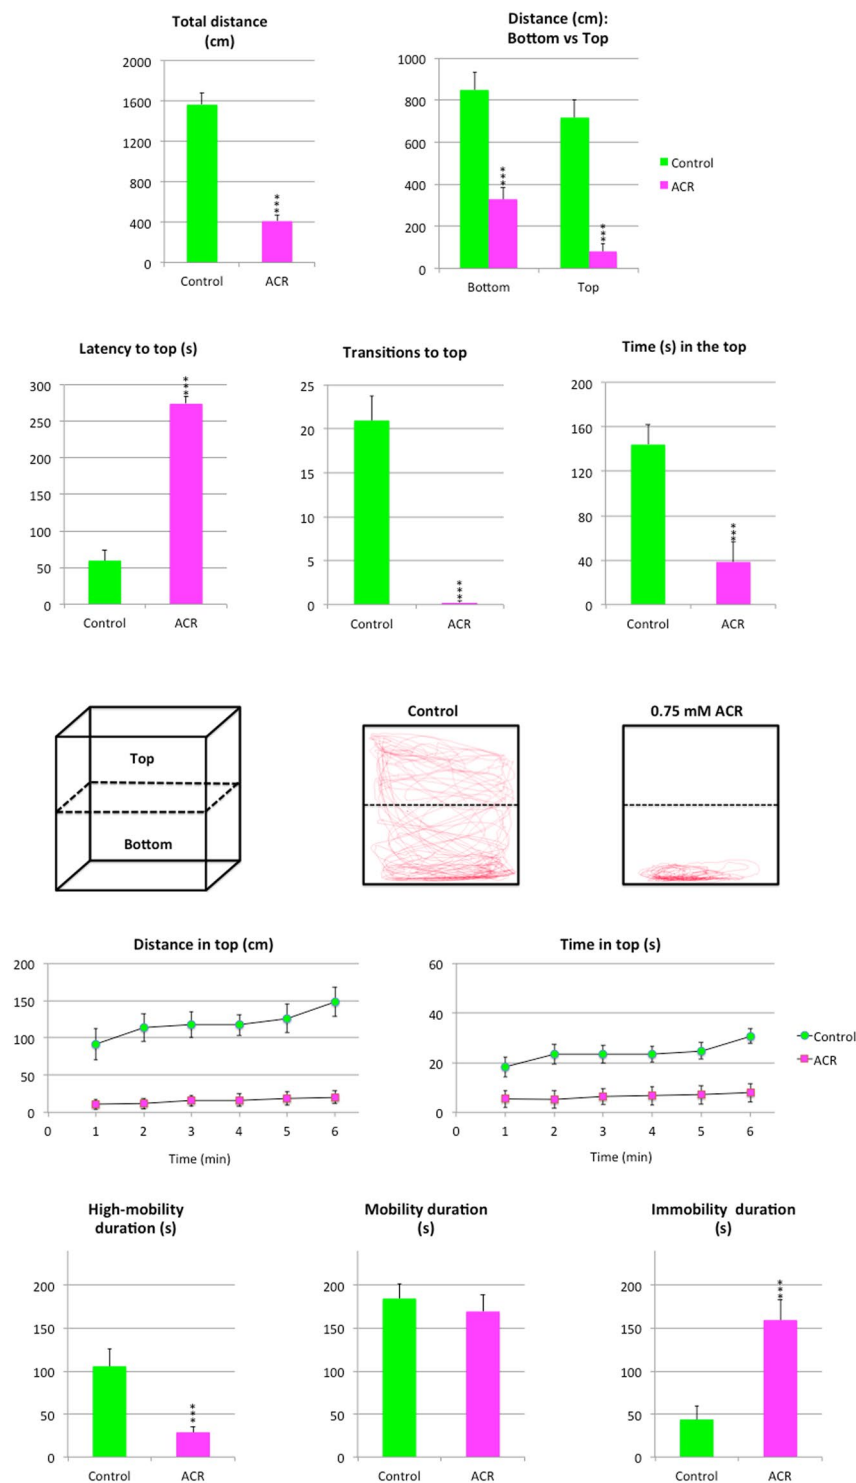 Total distance
(cm)
2000
1600
1200
800
400
0
***
Control
ACR
Distance (cm):
Bottom vs Top
1000
800
600
400
200
0
***
***
Bottom
Top
Control
ACR
Latency to top (s)
300
250
200
150
100
50
0
***
Control
ACR
Transitions to top
25
20
15
10
5
0
***
Control
ACR
Time (s) in the top
200
160
120
80
40
0
***
Control
ACR
Top
Bottom
Control
0.75 mM ACR
Distance in top (cm)
200
150
100
50
0
0 1 2 3 4 5 6
Time (min)
Time in top (s)
60
40
20
0
0 1 2 3 4 5 6
Time (min)
Control
ACR
High-mobility
duration (s)
200
150
100
50
0
***
Control
ACR
Mobility duration
(s)
200
150
100
50
0
Control
ACR
Immobility duration
(s)
200
150
100
50
0
***
Control
ACR